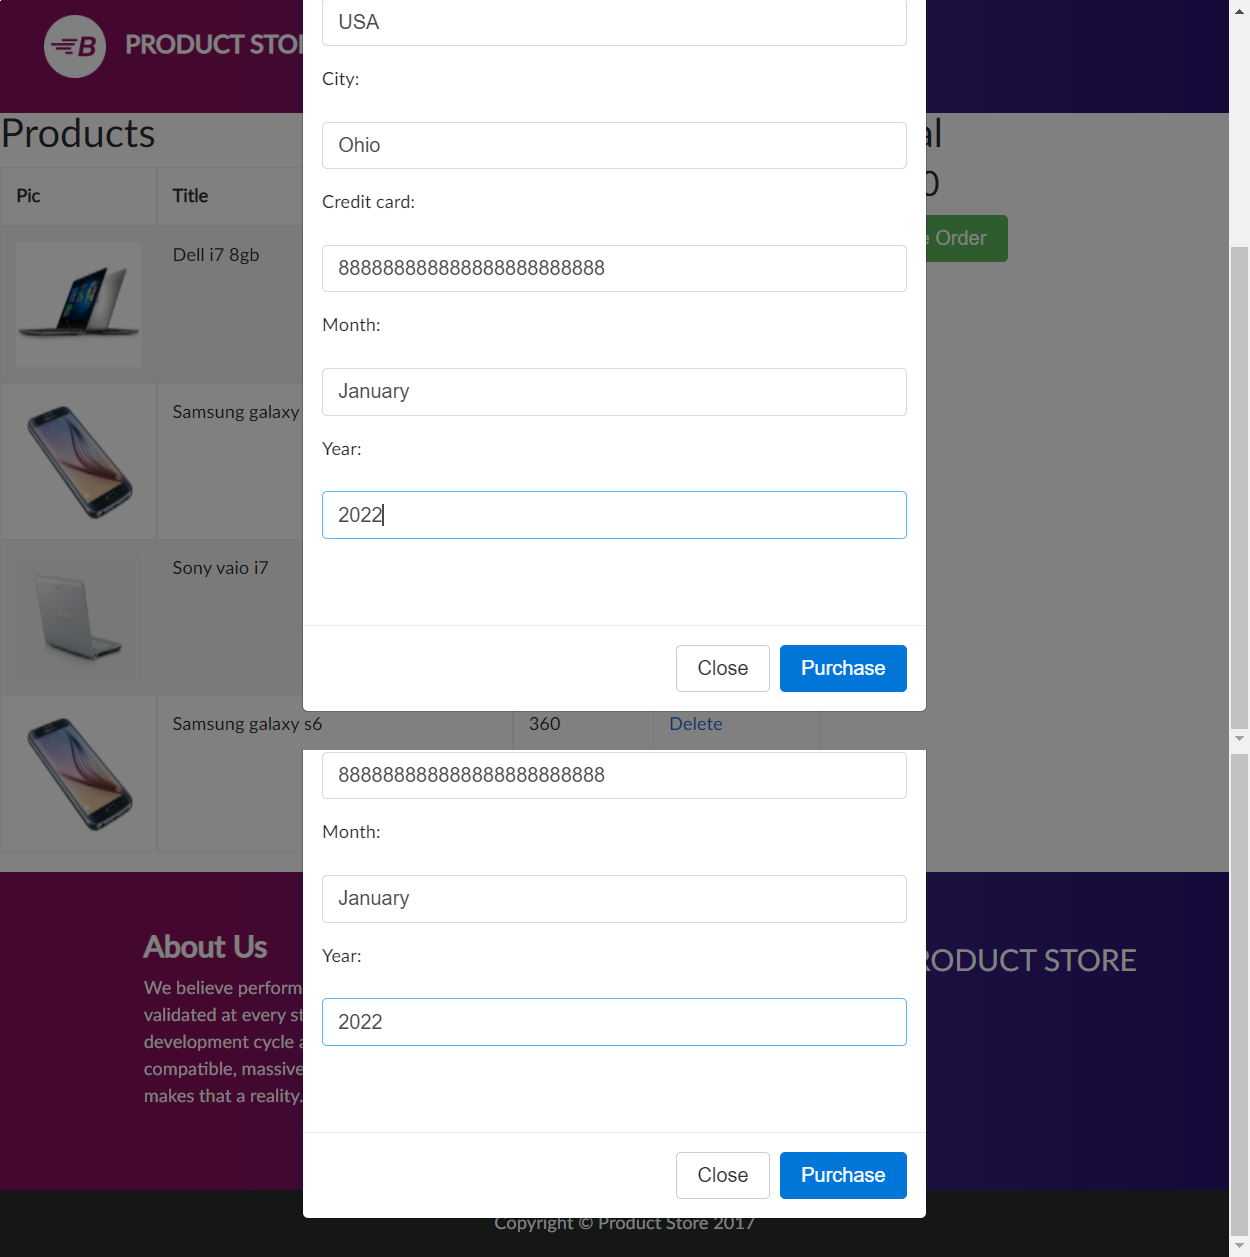 B PRODUCT STO
USA
City:
Products
al
Ohio
0
Pic
Title
Credit card:
e Order
Dell i7 8gb
888888888888888888888888
Month:
January
Samsung galaxy
Year:
2022
Sony vaio i7
Close
Purchase
Samsung galaxy s6
360
Delete
888888888888888888888888
Month:
January
Year:
About Us
RODUCT STORE
We believe perform
validated at every st
2022
development cycle a
compatible, massive
makes that a reality.
Close
Purchase
Copyright © Product Store 2017